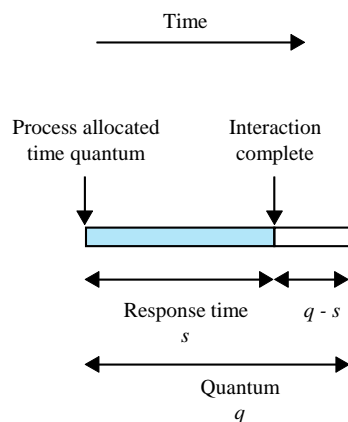 Time
Process allocated
time quantum
Interaction
complete
Response time
s
q - s
Quantum
q